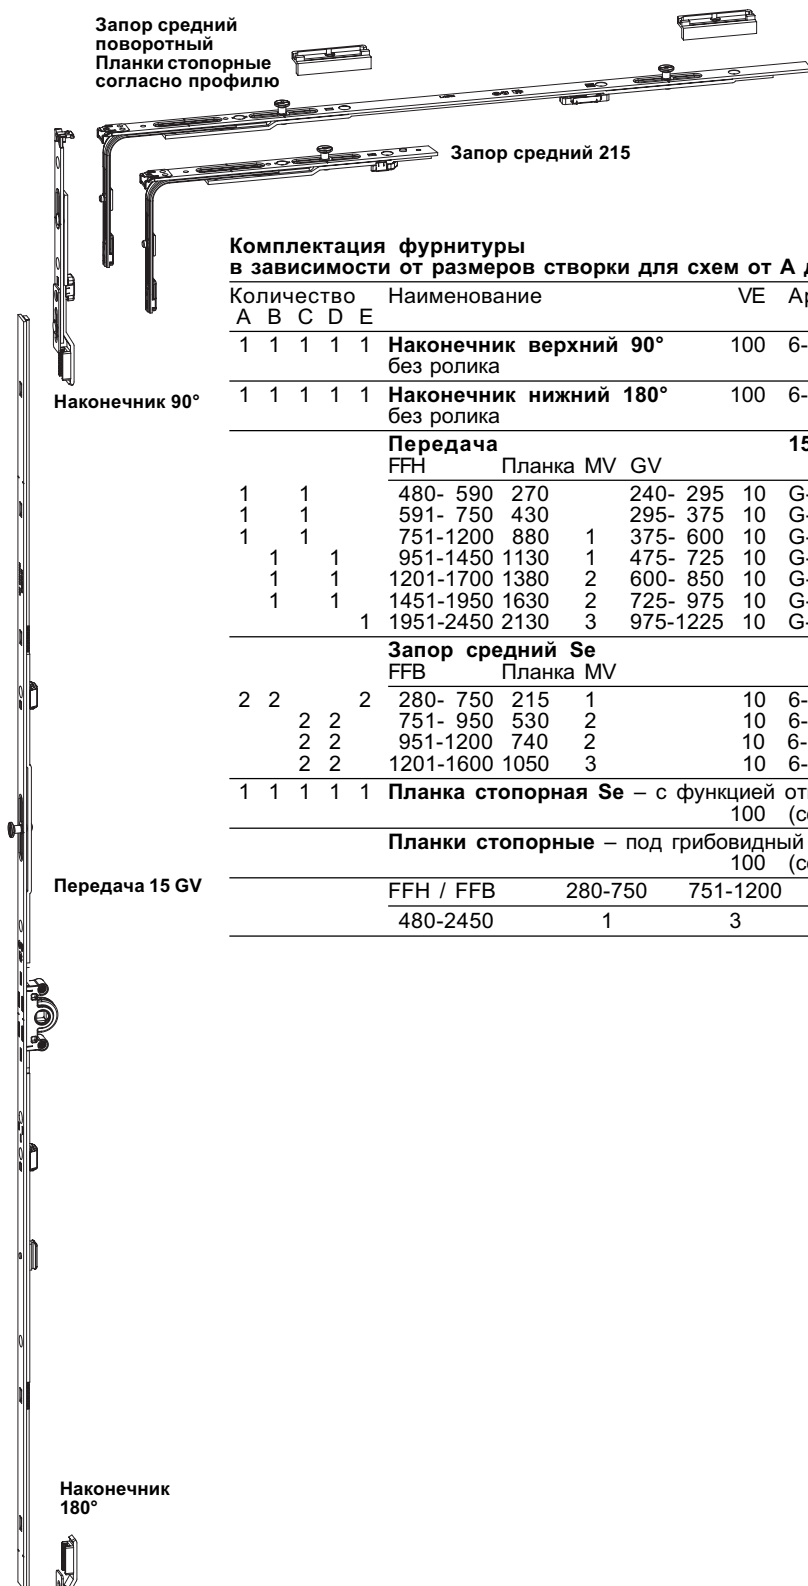 Запор средний
поворотный
Планки стопорные
согласно профилю
Запор средний 215
Комплектация фурнитуры
в зависимости от размеров створки для схем от А
Количество Наименование VE
A B C D E
1 1 1 1 1 Наконечник верхний 90° 100 6-
без ролика
Наконечник 90°
1 1 1 1 1 Наконечник нижний 180° 100 6-
без ролика
Передача 15
FFH Планка MV GV
1 1 480- 590 270 240- 295 10 G-
1 1 591- 750 430 295- 375 10 G-
1 1 751-1200 880 1 375- 600 10 G-
1 1 951-1450 1130 1 475- 725 10 G-
1 1 1201-1700 1380 2 600- 850 10 G-
1 1 1451-1950 1630 2 725- 975 10 G-
1 1951-2450 2130 3 975-1225 10 G-
Запор средний Se
FFB Планка MV
2 2 2 280- 750 215 1 10 6-
2 2 751- 950 530 2 10 6-
2 2 951-1200 740 2 10 6-
2 2 1201-1600 1050 3 10 6-
1 1 1 1 1 Планка стопорная Se – с функцией
100
Планки стопорные – под грибовидный
100
Передача 15 GV
FFH / FFB 280-750 751-1200
480-2450 1 3
Наконечник
180°